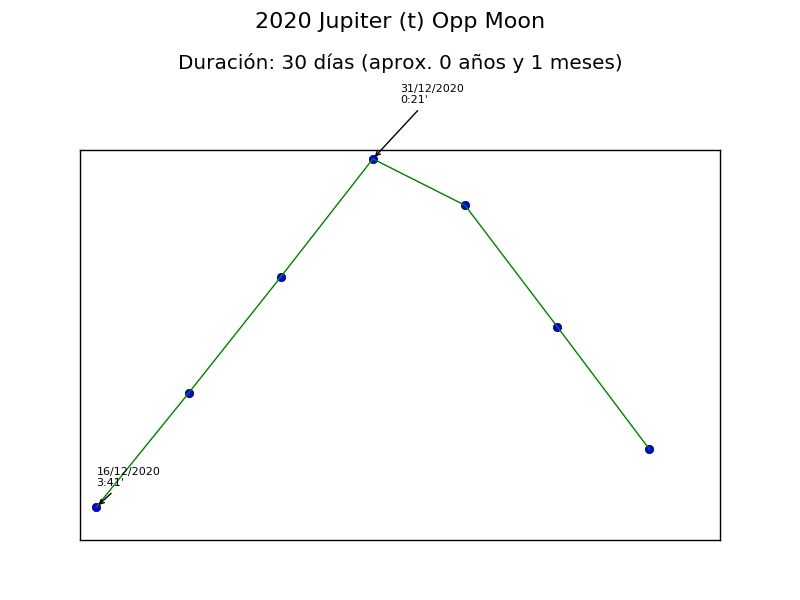 2020 Jupiter (t) Opp Moon
Duración: 30 días (aprox. 0 años y 1 meses)
31/12/2020
0:21'
16/12/2020
3:41'